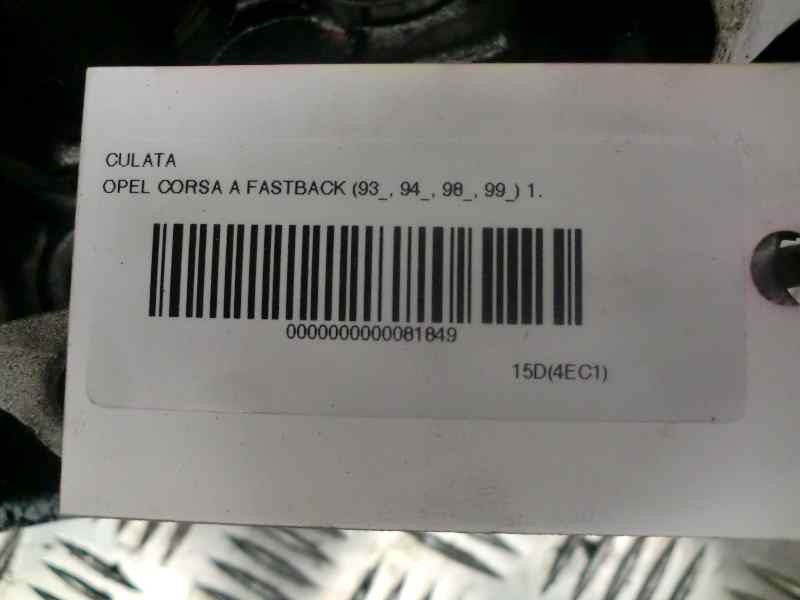 CULATA
OPEL CORSA A FASTBACK (93_, 94_, 98_, 99_) 1.
0000000000081849
15D(4EC1)